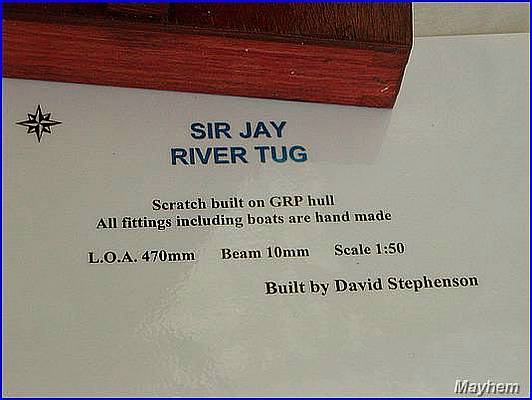 SIR JAY
RIVER TUG
Scratch built on GRP hull
All fittings including boats are hand made
L.O.A. 470mm Beam 10mm Scale 1:50
Built by David Stephenson
Mayhem